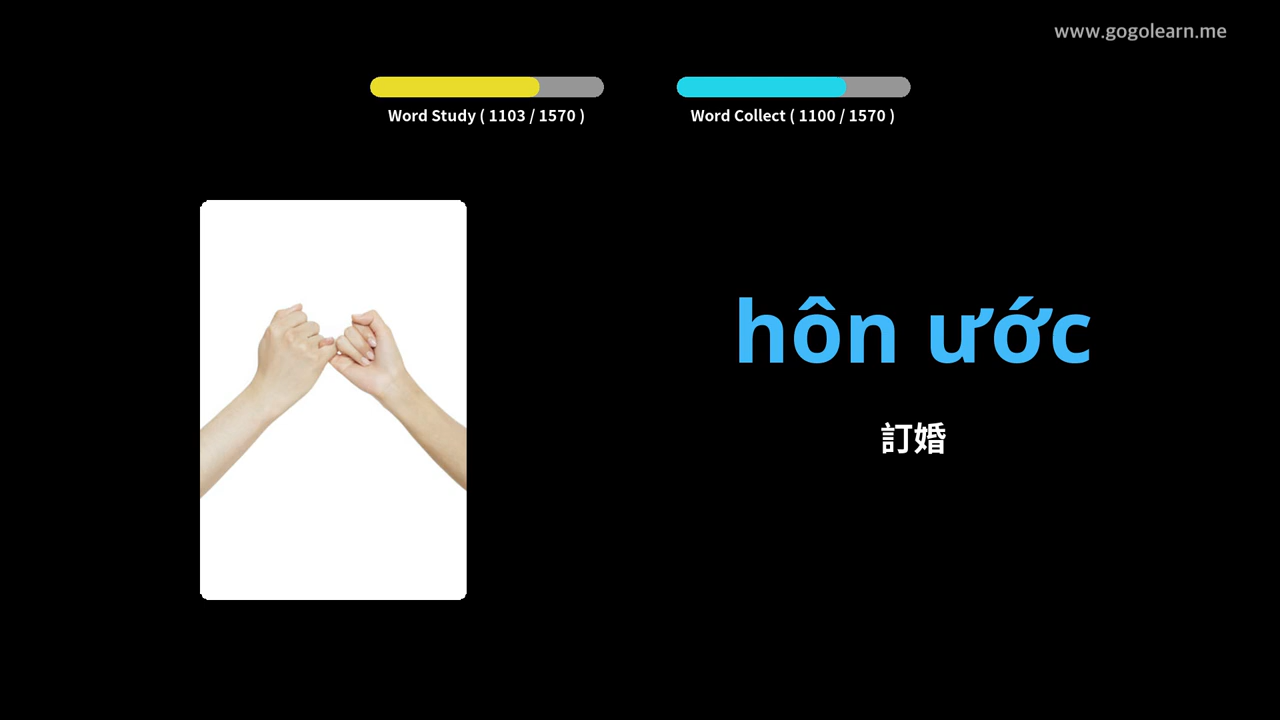 www.gogolearn.me
Word Study ( 1103 / 1570 )
Word Collect ( 1100 / 1570 )
hôn ước
訂婚